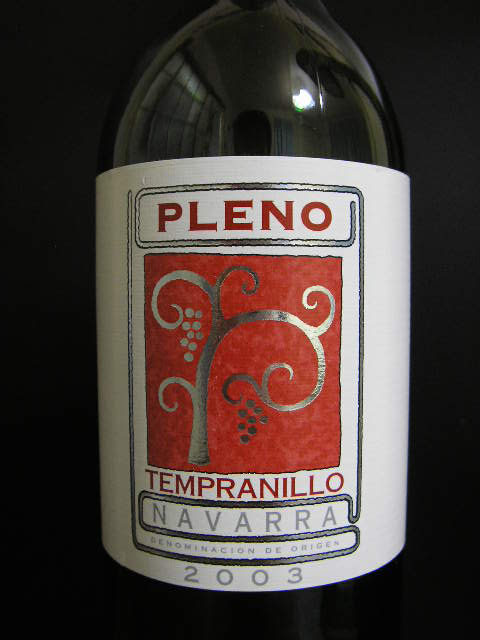 PLENO
TEMPRANILLO
NAVARRA
DENOMINACION DE ORIGEN
2003